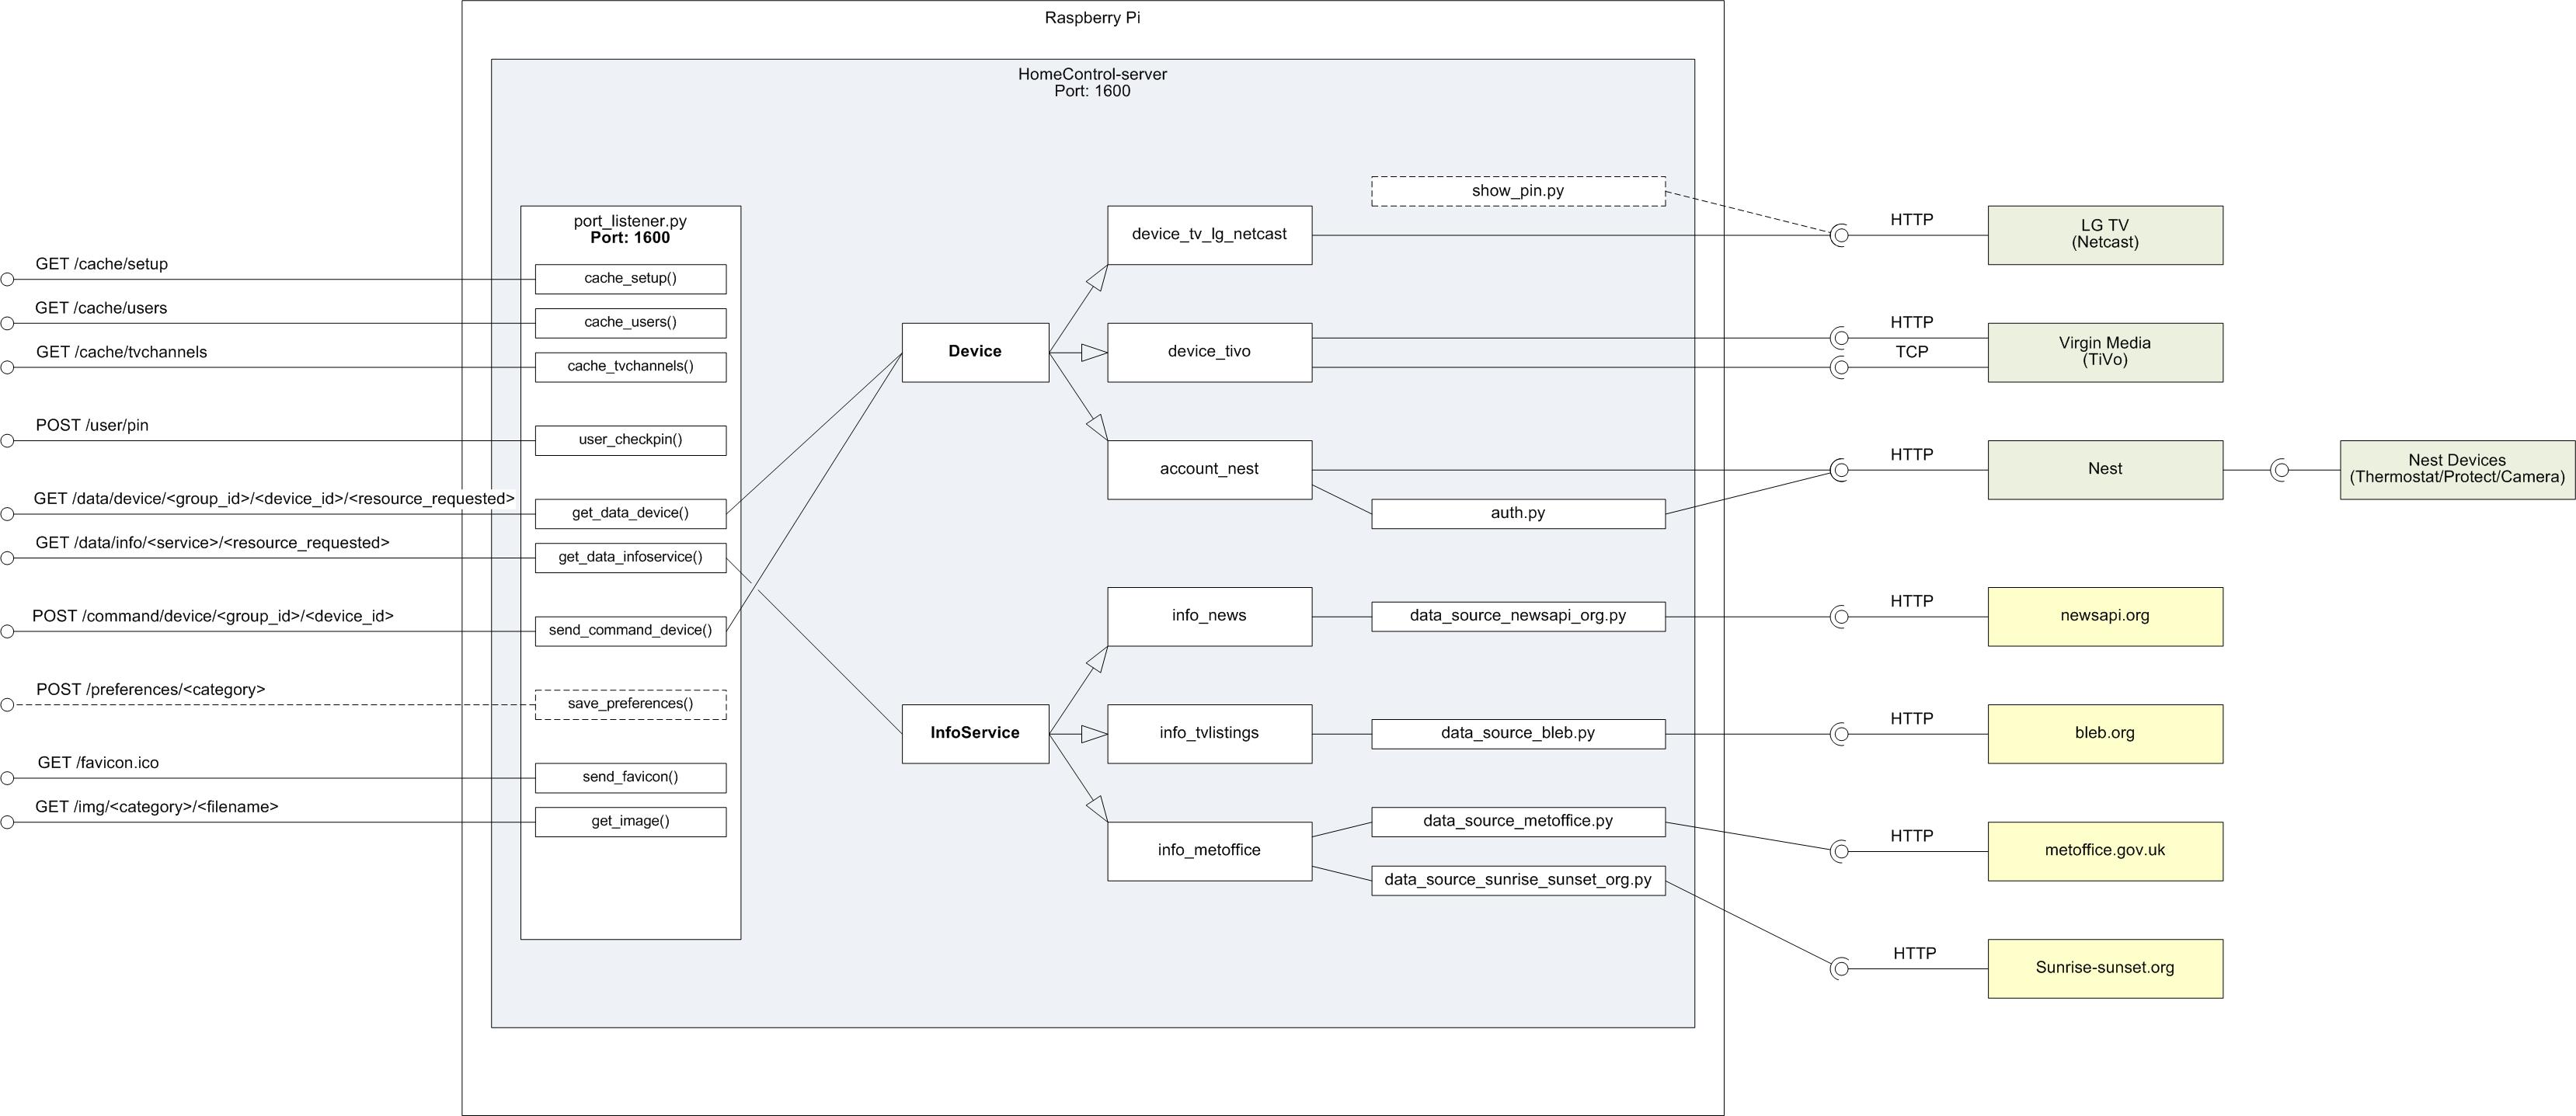 Raspberry Pi
HomeControl-server
Port: 1600
port_listener.py
Port: 1600
GET /cache/setup
cache_setup()
GET /cache/users
cache_users()
GET /cache/tvchannels
cache_tvchannels()
POST /user/pin
user_checkpin()
GET /data/device/<group_id>/<device_id>/<resource_requested>
get_data_device()
GET /data/info/<service>/<resource_requested>
get_data_infoservice()
POST /command/device/<group_id>/<device_id>
send_command_device()
POST /preferences/<category>
save_preferences()
GET /favicon.ico
send_favicon()
GET /img/<category>/<filename>
get_image()
Device
InfoService
show_pin.py
device_tv_lg_netcast
HTTP
LG TV
(Netcast)
device_tivo
HTTP
TCP
Virgin Media
(TiVo)
account_nest
auth.py
HTTP
Nest
Nest Devices
(Thermostat/Protect/Camera)
info_news
data_source_newsapi_org.py
HTTP
newsapi.org
info_tvlistings
data_source_bleb.py
HTTP
bleb.org
info_metoffice
data_source_metoffice.py
HTTP
metoffice.gov.uk
data_source_sunrise_sunset_org.py
HTTP
Sunrise-sunset.org